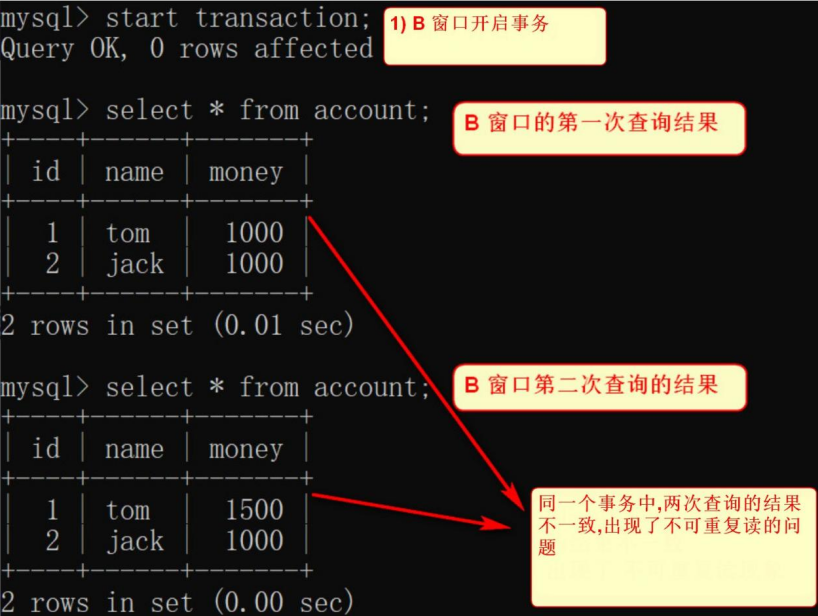 mysql> start transaction;
1) B 窗口开启事务
Query OK, 0 rows affected
mysql> select * from account;
B 窗口的第一次查询结果
+----+------+-------+
| id | name | money |
+----+------+-------+
| 1 | tom | 1000 |
| 2 | jack | 1000 |
+----+------+-------+
2 rows in set (0.01 sec)
mysql> select * from account;
B 窗口第二次查询的结果
+----+------+-------+
| id | name | money |
+----+------+-------+
| 1 | tom | 1500 |
| 2 | jack | 1000 |
+----+------+-------+
2 rows in set (0.00 sec)
同一个事务中,两次查询的结果
不一致,出现了不可重复读的问
题